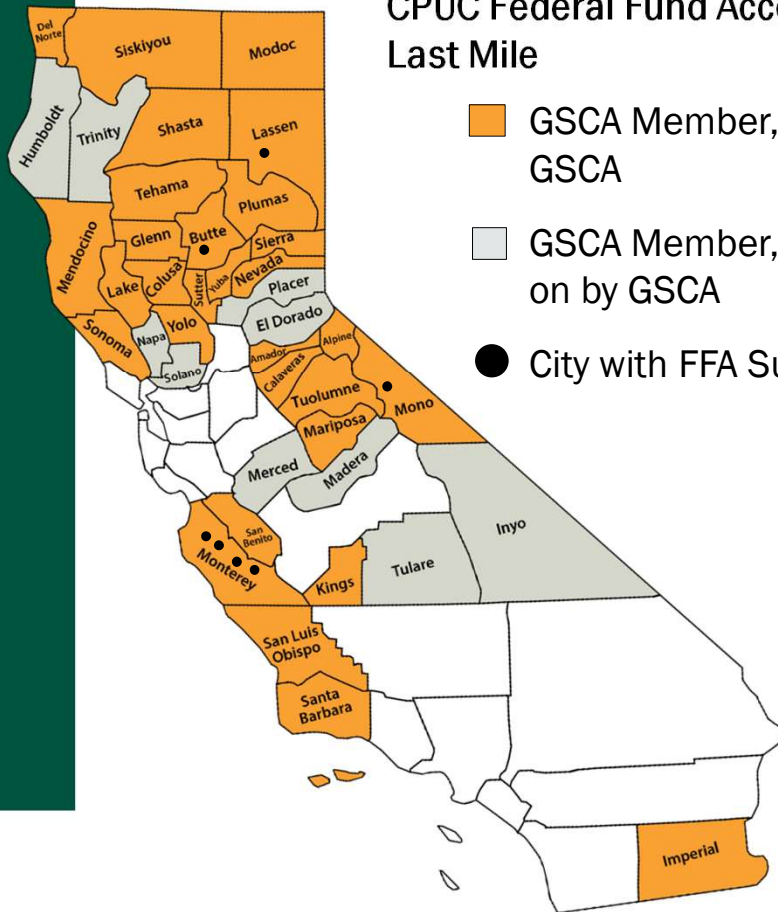 CPUC Federal Fund Acco
Last Mile
GSCA Member,
GSCA
GSCA Member,
on by GSCA
City with FFA Su
Del
Norte
Siskiyou
Modoc
Humboldt
Trinity
Shasta
Lassen
Tehama
Plumas
Mendocino
Glenn
Butte
Sierra
Lake
Colusa
Sutter
Yuba
Nevada
Placer
Sonoma
Napa
Yolo
El Dorado
Solano
Amador
Alpine
Calaveras
Tuolumne
Mono
Mariposa
Merced
Madera
San
Benito
Monterey
Inyo
Kings
Tulare
San Luis
Obispo
Santa
Barbara
Imperial